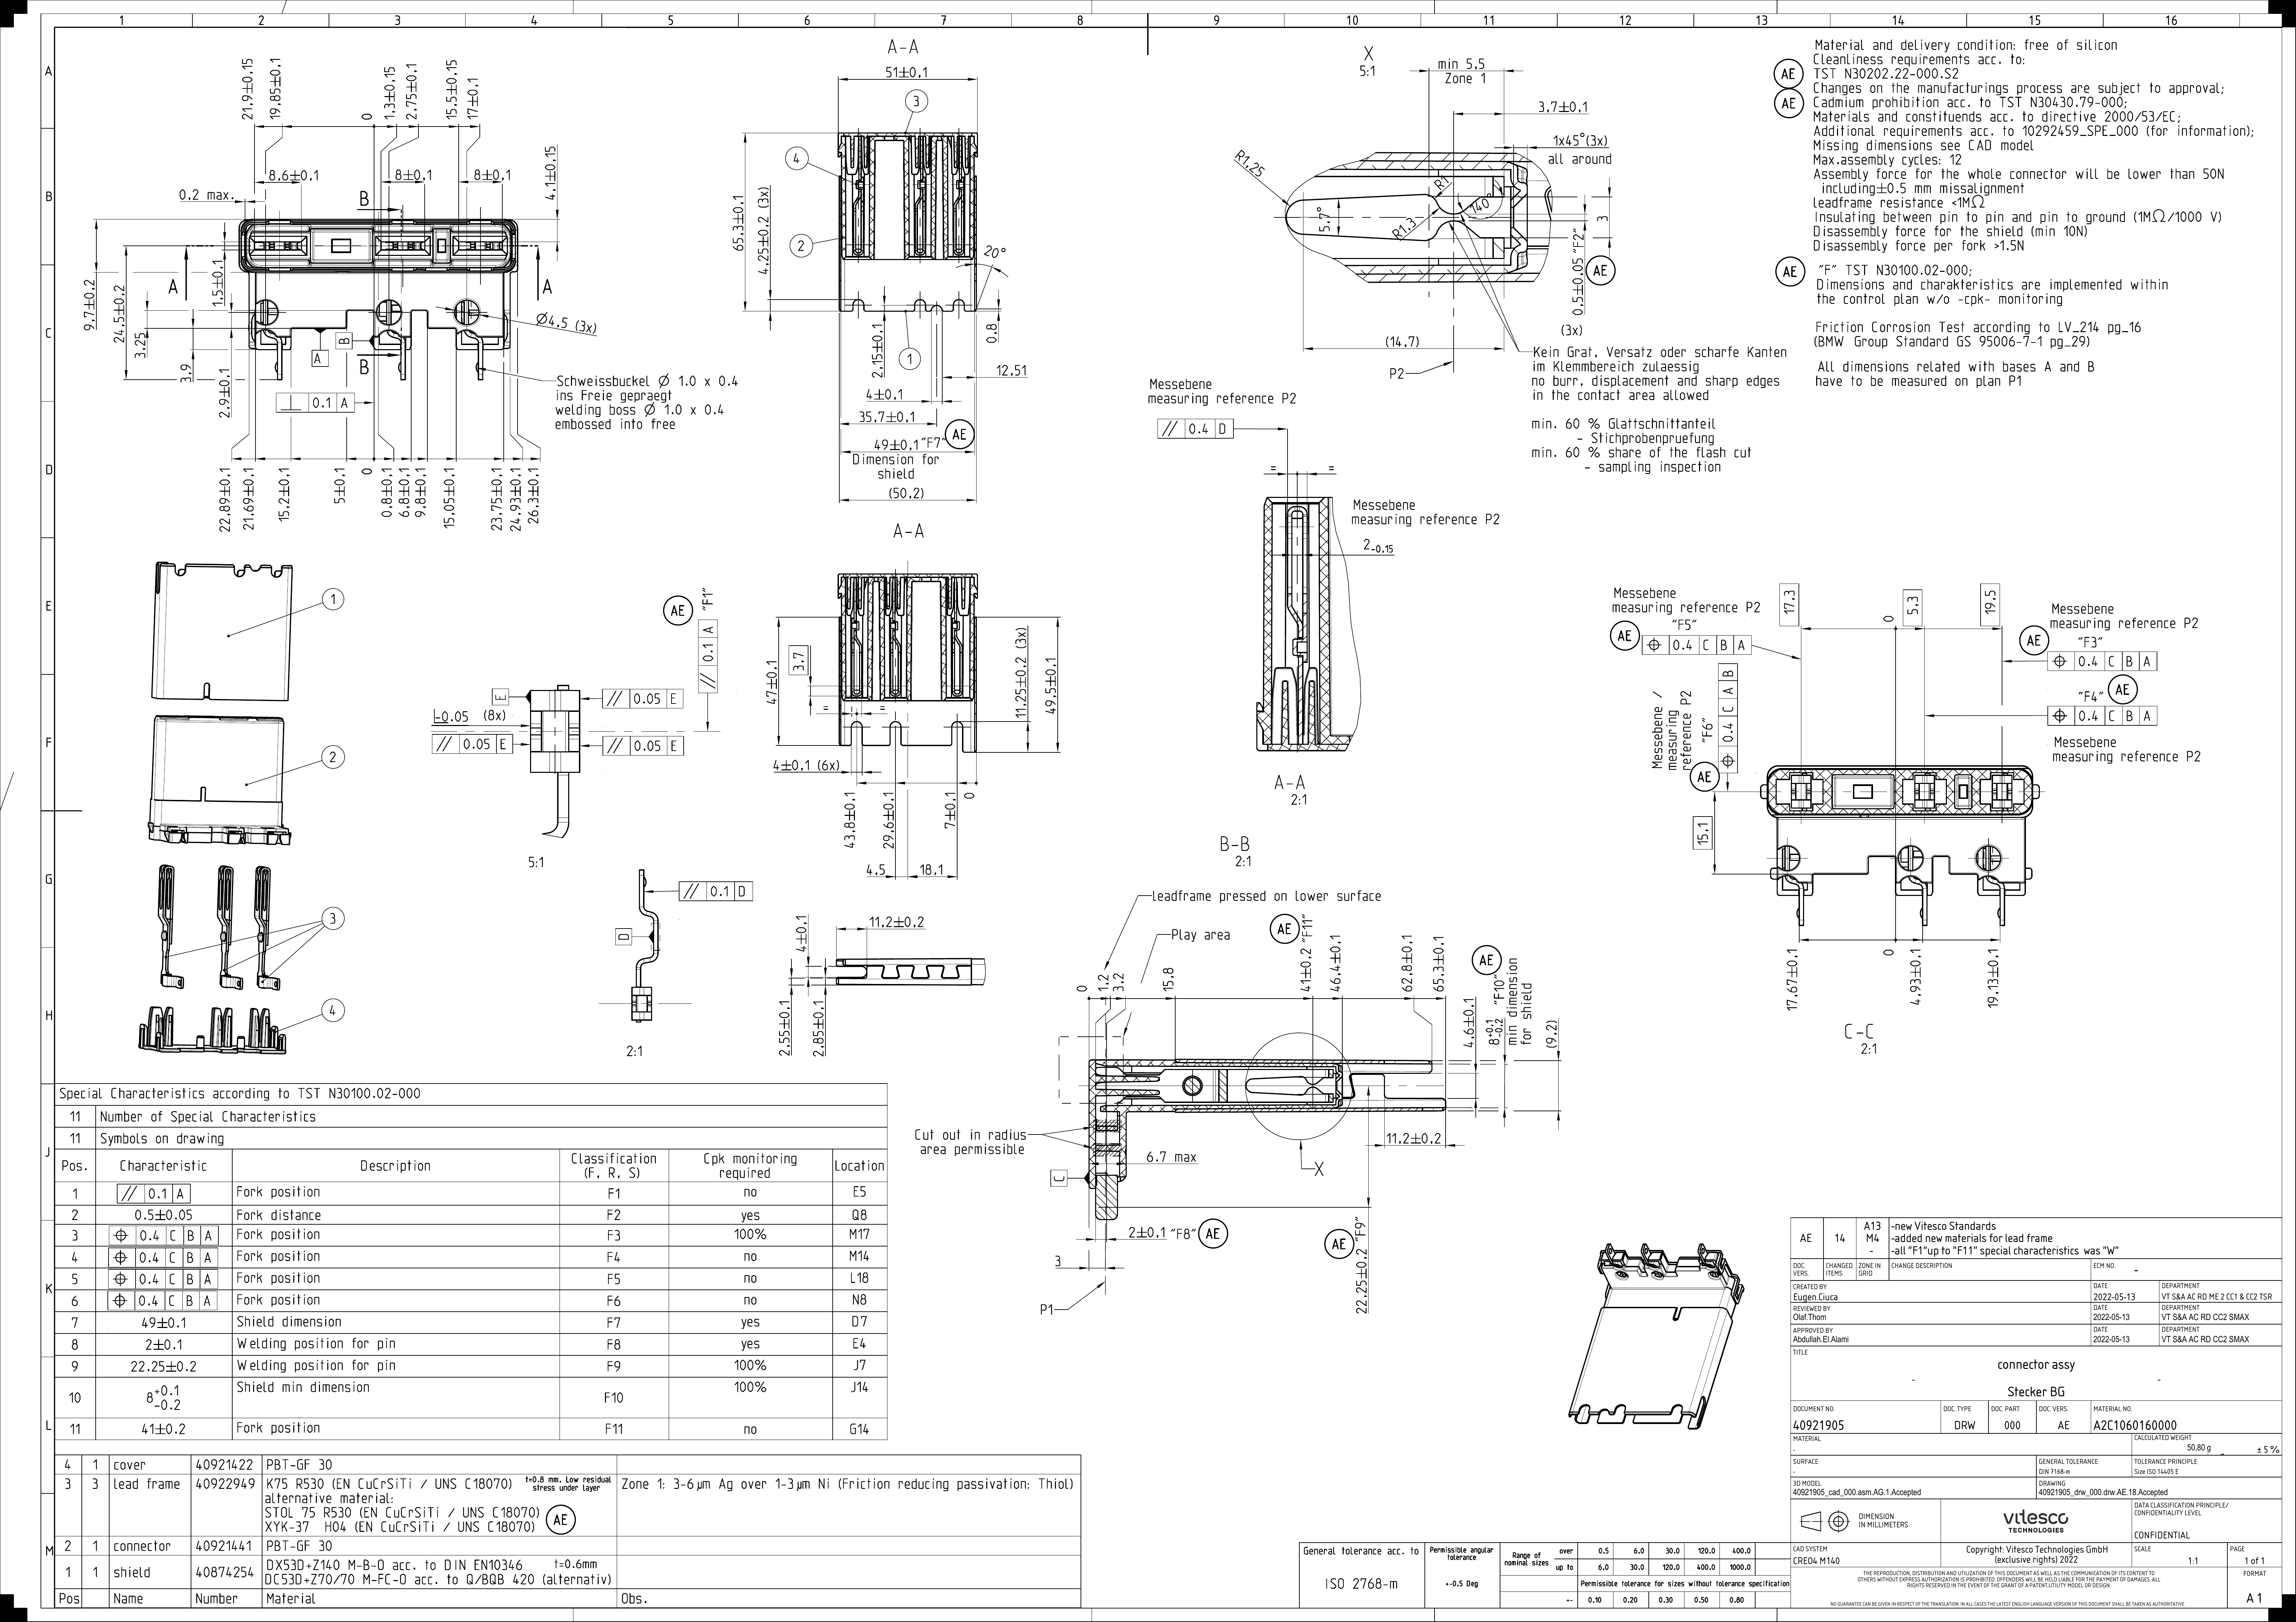 1 2 3 4 5 6 7 8 9 10 11 12 13 14 15 16
A
B
C
D
E
F
G
H
J
K
L
M
21.9±0.15
19.85±0.1
0
1.3±0.15
2.75±0.1
15.5±0.15
17±0.1
4.1±0.15
8.6±0.1
8±0.1
8±0.1
0.2 max.
B
A
A
B
9.7±0.2
24.5±0.2
3.25
1.5±0.1
3.9
2.9±0.1
Ø4.5 (3x)
A
B
⊥ 0.1 A
Schweissbuckel Ø 1.0 x 0.4
ins Freie gepraegt
welding boss Ø 1.0 x 0.4
embossed into free
22.89±0.1
21.69±0.1
15.2±0.1
5±0.1
0
0.8±0.1
6.8±0.1
9.8±0.1
15.05±0.1
23.75±0.1
24.93±0.1
26.3±0.1
A-A
51±0.1
3
4
2
1
65.3±0.1
4.25±0.2 (3x)
20°
2.15±0.1
0.8
12.51
4±0.1
35.7±0.1
49±0.1"F7"
AE
Dimension for
shield
(50.2)
A-A
47±0.1
3.7
= =
11.25±0.2 (3x)
49.5±0.1
4±0.1 (6x)
43.8±0.1
29.6±0.1
7±0.1
0
4.5
18.1
X
5:1
min 5.5
Zone 1
3.7±0.1
1x45°(3x)
all around
R1.25
5.7°
R1
R1.3
140°
3
0.5±0.05 "F2"
AE
(3x)
(14.7)
P2
Kein Grat, Versatz oder scharfe Kanten
im Klemmbereich zulaessig
no burr, displacement and sharp edges
in the contact area allowed
min. 60 % Glattschnittanteil
- Stichprobenpruefung
min. 60 % share of the flash cut
- sampling inspection
Messebene
measuring reference P2
// 0.4 D
= =
Messebene
measuring reference P2
2-0.15
A-A
2:1
Material and delivery condition: free of silicon
Cleanliness requirements acc. to:
AE TST N30202.22-000.S2
Changes on the manufacturings process are subject to approval;
AE Cadmium prohibition acc. to TST N30430.79-000;
Materials and constituends acc. to directive 2000/53/EC;
Additional requirements acc. to 10292459_SPE_000 (for information);
Missing dimensions see CAD model
Max.assembly cycles: 12
Assembly force for the whole connector will be lower than 50N
including±0.5 mm missalignment
leadframe resistance <1MΩ
Insulating between pin to pin and pin to ground (1MΩ/1000 V)
Disassembly force for the shield (min 10N)
Disassembly force per fork >1.5N
AE "F" TST N30100.02-000;
Dimensions and charakteristics are implemented within
the control plan w/o -cpk- monitoring
Friction Corrosion Test according to LV_214 pg_16
(BMW Group Standard GS 95006-7-1 pg_29)
All dimensions related with bases A and B
have to be measured on plan P1
1
2
3
4
AE
"F1"
// 0.1 A
E
// 0.05 E
-0.05 (8x)
// 0.05 E
// 0.05 E
5:1
// 0.1 D
D
2:1
11.2±0.2
4±0.1
2.55±0.1
2.85±0.1
Messebene
measuring reference P2
"F5"
AE
⌖ 0.4 C B A
17.3
0
5.3
19.5
Messebene
measuring reference P2
AE
"F3"
⌖ 0.4 C B A
"F4" AE
⌖ 0.4 C B A
Messebene
measuring reference P2
Messebene /
measuring
reference P2
"F6"
⌖ 0.4 C A B
AE
15.1
17.67±0.1
0
4.93±0.1
19.13±0.1
C-C
2:1
B-B
2:1
leadframe pressed on lower surface
Play area
AE
0
1.2
3.2
15.8
41±0.2 "F11"
46.4±0.1
62.8±0.1
65.3±0.1
AE
4.6±0.1
8+0.1-0.2 "F10"
min dimension
for shield
(9.2)
Cut out in radius
area permissible
6.7 max
11.2±0.2
X
C
2±0.1 "F8" AE
AE
22.25±0.2 "F9"
3
P1
Special Characteristics according to TST N30100.02-000
11 Number of Special Characteristics
11 Symbols on drawing
Pos. Characteristic Description Classification (F, R, S) Cpk monitoring required Location
1 // 0.1 A Fork position F1 no E5
2 0.5±0.05 Fork distance F2 yes Q8
3 ⌖ 0.4 C B A Fork position F3 100% M17
4 ⌖ 0.4 C B A Fork position F4 no M14
5 ⌖ 0.4 C B A Fork position F5 no L18
6 ⌖ 0.4 C B A Fork position F6 no N8
7 49±0.1 Shield dimension F7 yes D7
8 2±0.1 Welding position for pin F8 yes E4
9 22.25±0.2 Welding position for pin F9 100% J7
10 8+0.1-0.2 Shield min dimension F10 100% J14
11 41±0.2 Fork position F11 no G14
4 1 cover 40921422 PBT-GF 30
3 3 lead frame 40922949 K75 R530 (EN CuCrSiTi / UNS C18070) t=0.8 mm. Low residual stress under layer Zone 1: 3-6µm Ag over 1-3µm Ni (Friction reducing passivation: Thiol)
alternative material:
STOL 75 R530 (EN CuCrSiTi / UNS C18070)
XYK-37 H04 (EN CuCrSiTi / UNS C18070) AE
2 1 connector 40921441 PBT-GF 30
1 1 shield 40874254 DX53D+Z140 M-B-O acc. to DIN EN10346 t=0.6mm
DC53D+Z70/70 M-FC-O acc. to Q/BQB 420 (alternativ)
Pos Name Number Material Obs.
General tolerance acc. to
ISO 2768-m
Permissible angular
tolerance
+-0.5 Deg
Range of
nominal sizes
over 0.5 6.0 30.0 120.0 400.0
up to 6.0 30.0 120.0 400.0 1000.0
Permissible tolerance for sizes without tolerance specification
+- 0.10 0.20 0.30 0.50 0.80
AE 14 A13 -new Vitesco Standards
M4 -added new materials for lead frame
- -all "F1"up to "F11" special characteristics was "W"
DOC VERS. CHANGED ITEMS ZONE IN GRID CHANGE DESCRIPTION ECM NO. -
CREATED BY DATE DEPARTMENT
Eugen.Ciuca 2022-05-13 VT S&A AC RD ME 2 CC1 & CC2 TSR
REVIEWED BY DATE DEPARTMENT
Olaf.Thom 2022-05-13 VT S&A AC RD CC2 SMAX
APPROVED BY DATE DEPARTMENT
Abdullah.El.Alami 2022-05-13 VT S&A AC RD CC2 SMAX
TITLE
connector assy
- -
Stecker BG
DOCUMENT NO. DOC TYPE DOC PART DOC VERS. MATERIAL NO.
40921905 DRW 000 AE A2C1060160000
MATERIAL CALCULATED WEIGHT
- 50,80 g ±5%
SURFACE GENERAL TOLERANCE TOLERANCE PRINCIPLE
- DIN 7168-m Size ISO 14405 E
3D MODEL DRAWING
40921905_cad_000.asm.AG.1.Accepted 40921905_drw_000.drw.AE.18.Accepted
DIMENSION
IN MILLIMETERS
vitesco
TECHNOLOGIES
DATA CLASSIFICATION PRINCIPLE/
CONFIDENTIALITY LEVEL
CONFIDENTIAL
CAD SYSTEM
CREO4 M140
Copyright: Vitesco Technologies GmbH
(exclusive rights) 2022
SCALE
1:1
PAGE
1 of 1
THE REPRODUCTION, DISTRIBUTION AND UTILIZATION OF THIS DOCUMENT AS WELL AS THE COMMUNICATION OF ITS CONTENT TO
OTHERS WITHOUT EXPRESS AUTHORIZATION IS PROHIBITED. OFFENDERS WILL BE HELD LIABLE FOR THE PAYMENT OF DAMAGES. ALL
RIGHTS RESERVED IN THE EVENT OF THE GRANT OF A PATENT,UTILITY MODEL OR DESIGN.
NO GUARANTEE CAN BE GIVEN IN RESPECT OF THE TRANSLATION. IN ALL CASES THE LATEST ENGLISH LANGUAGE VERSION OF THIS DOCUMENT SHALL BE TAKEN AS AUTHORITATIVE.
FORMAT
A 1